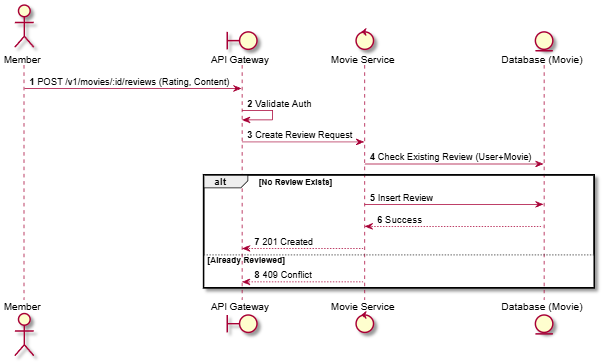 Member
API Gateway
Movie Service
Database (Movie)
1 POST /v1/movies/:id/reviews (Rating, Content)
2 Validate Auth
3 Create Review Request
4 Check Existing Review (User+Movie)
alt [No Review Exists]
5 Insert Review
6 Success
7 201 Created
[Already Reviewed]
8 409 Conflict
Member
API Gateway
Movie Service
Database (Movie)